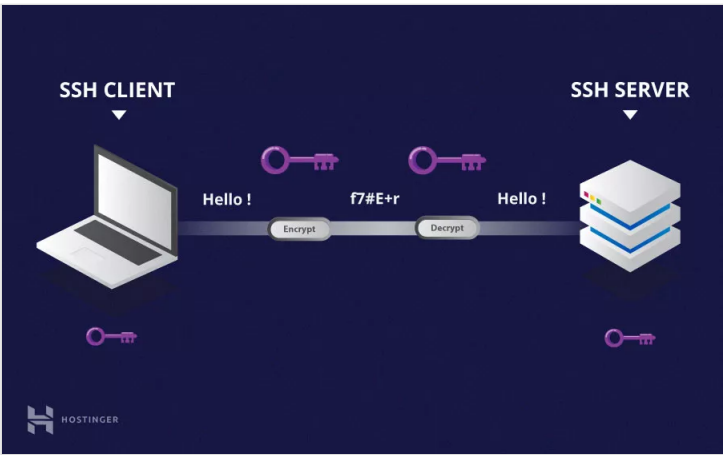 SSH CLIENT
SSH SERVER
Hello !
f7#E+r
Hello !
Encrypt
Decrypt
HOSTINGER